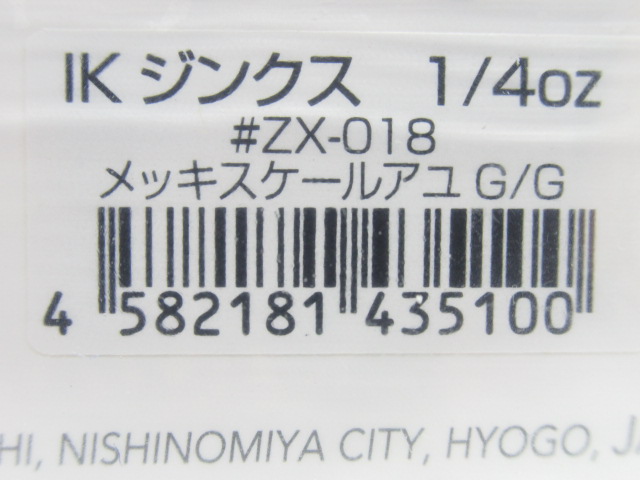 IK ジンクス 1/4oz
#ZX-018
メッキスケールアユ G/G
4 582181 435100
HI, NISHINOMIYA CITY, HYOGO, JA